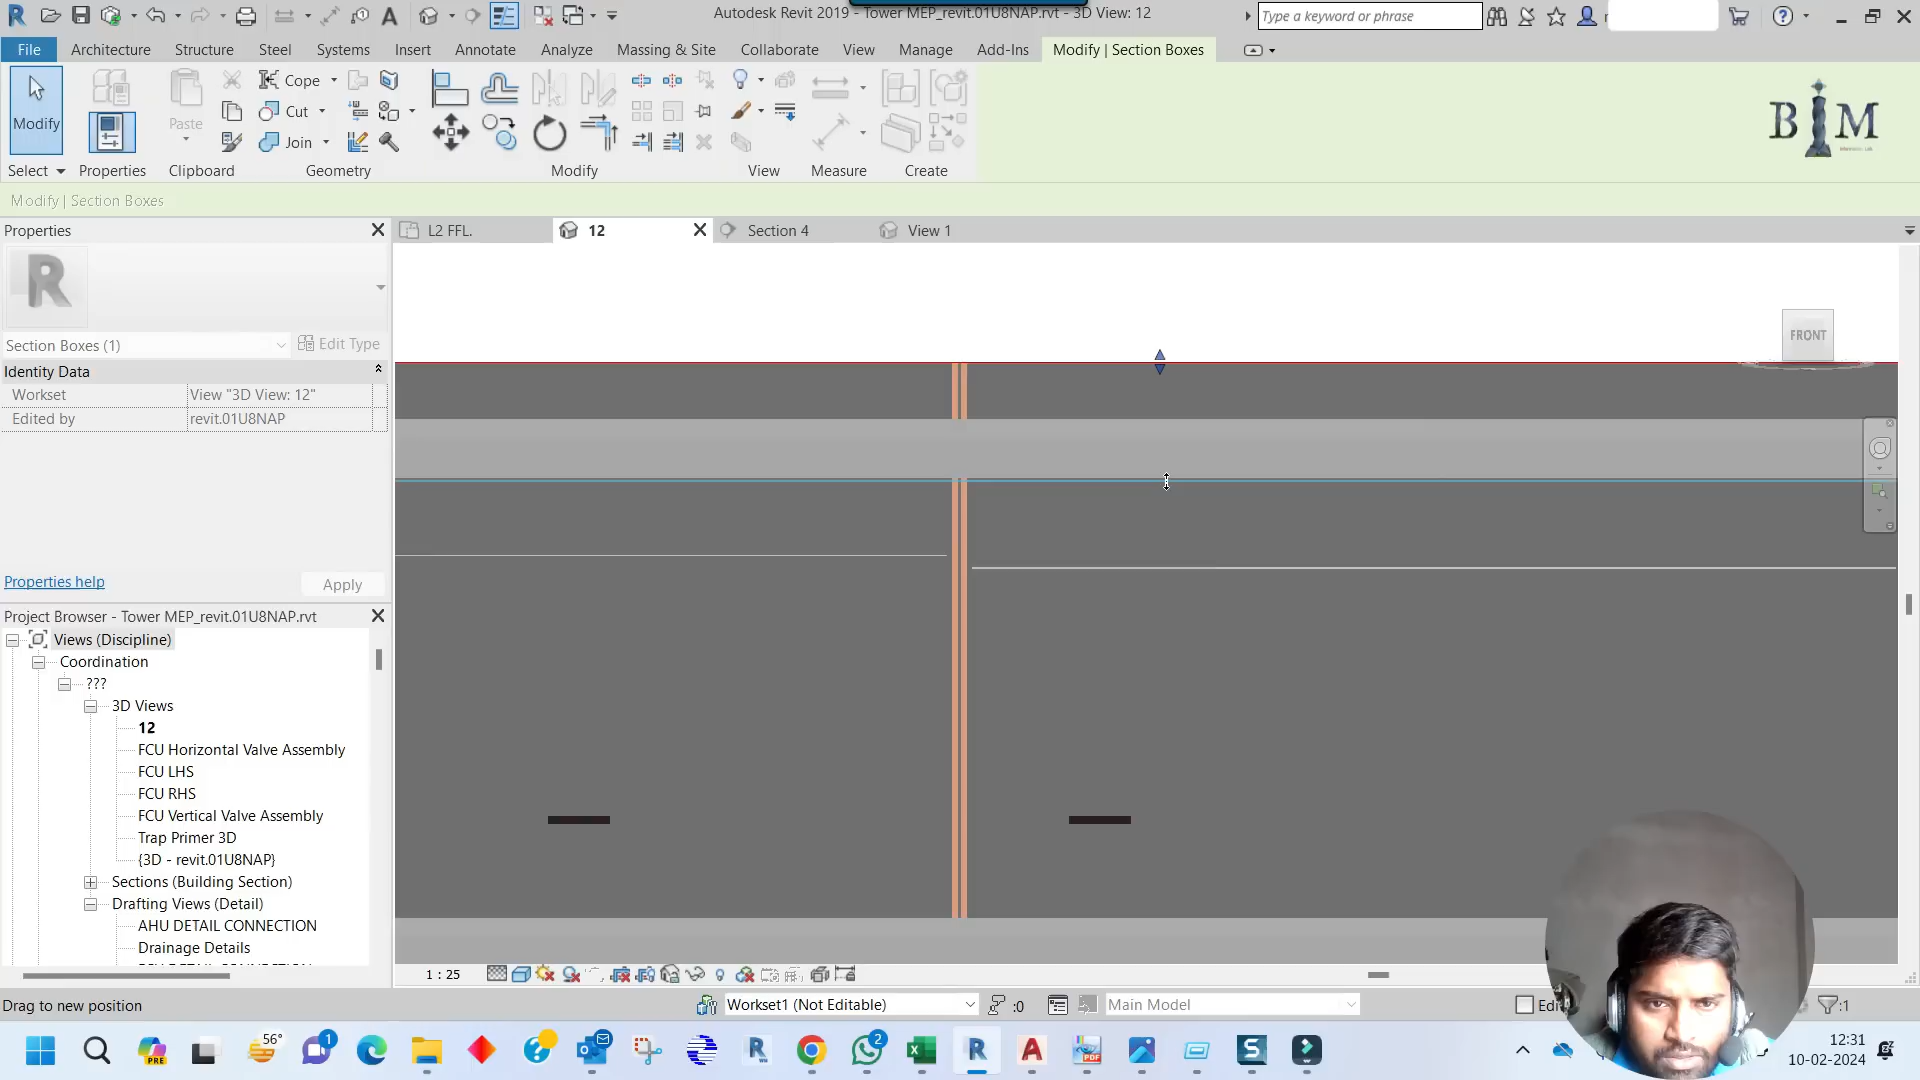 Autodesk Revit 2019 - Tower MEP_revit.01U8NAP.rvt - 3D View: 12
Type a keyword or phrase
File Architecture Structure Steel Systems Insert Annotate Analyze Massing & Site Collaborate View Manage Add-Ins Modify | Section Boxes
Modify
Paste
Cope
Cut
Join
Select Properties Clipboard Geometry Modify View Measure Create
BIM
Modify | Section Boxes
Properties
L2 FFL.
12
Section 4
View 1
R
Section Boxes (1)
Edit Type
Identity Data
Workset View "3D View: 12"
Edited by revit.01U8NAP
FRONT
Properties help
Apply
Project Browser - Tower MEP_revit.01U8NAP.rvt
Views (Discipline)
Coordination
???
3D Views
12
FCU Horizontal Valve Assembly
FCU LHS
FCU RHS
FCU Vertical Valve Assembly
Trap Primer 3D
{3D - revit.01U8NAP}
Sections (Building Section)
Drafting Views (Detail)
AHU DETAIL CONNECTION
Drainage Details
1 : 25
Drag to new position
Workset1 (Not Editable)
:0
Main Model
:1
56°
1
2
12:31
10-02-2024